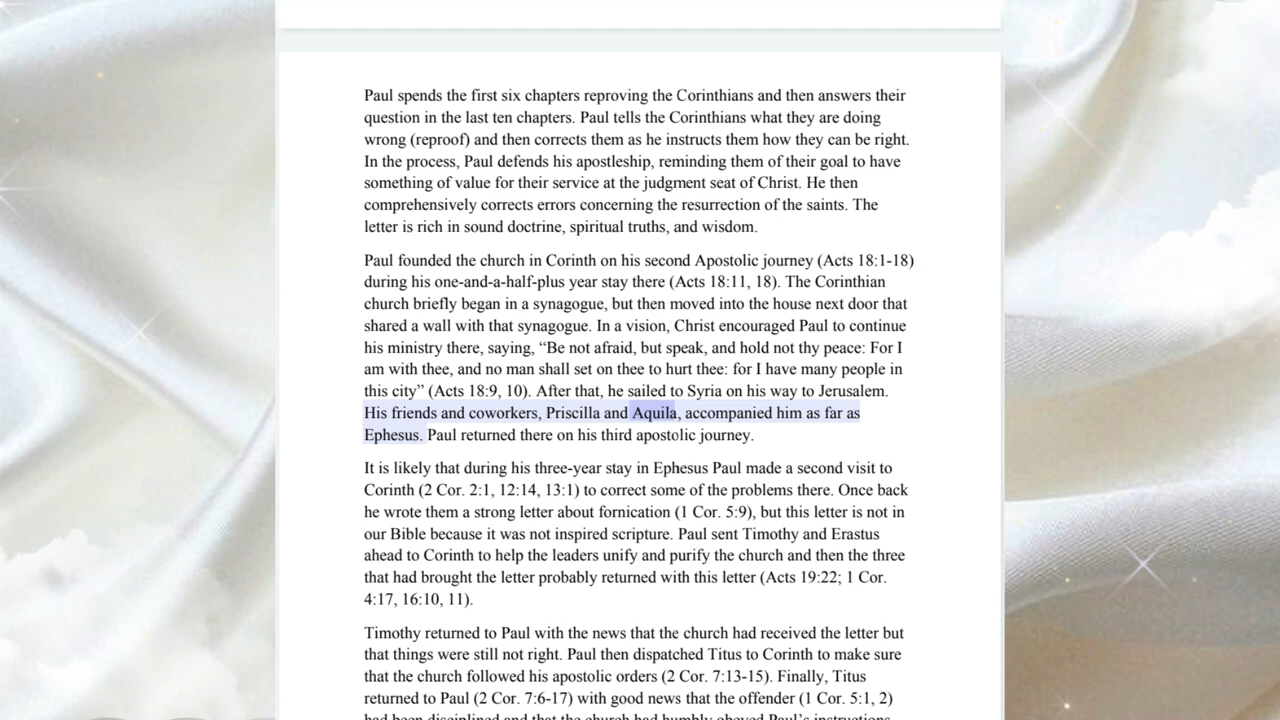 Paul spends the first six chapters reproving the Corinthians and then answers their
question in the last ten chapters. Paul tells the Corinthians what they are doing
wrong (reproof) and then corrects them as he instructs them how they can be right.
In the process, Paul defends his apostleship, reminding them of their goal to have
something of value for their service at the judgment seat of Christ. He then
comprehensively corrects errors concerning the resurrection of the saints. The
letter is rich in sound doctrine, spiritual truths, and wisdom.
Paul founded the church in Corinth on his second Apostolic journey (Acts 18:1-18)
during his one-and-a-half-plus year stay there (Acts 18:11, 18). The Corinthian
church briefly began in a synagogue, but then moved into the house next door that
shared a wall with that synagogue. In a vision, Christ encouraged Paul to continue
his ministry there, saying, “Be not afraid, but speak, and hold not thy peace: For I
am with thee, and no man shall set on thee to hurt thee: for I have many people in
this city” (Acts 18:9, 10). After that, he sailed to Syria on his way to Jerusalem.
His friends and coworkers, Priscilla and Aquila, accompanied him as far as
Ephesus. Paul returned there on his third apostolic journey.
It is likely that during his three-year stay in Ephesus Paul made a second visit to
Corinth (2 Cor. 2:1, 12:14, 13:1) to correct some of the problems there. Once back
he wrote them a strong letter about fornication (1 Cor. 5:9), but this letter is not in
our Bible because it was not inspired scripture. Paul sent Timothy and Erastus
ahead to Corinth to help the leaders unify and purify the church and then the three
that had brought the letter probably returned with this letter (Acts 19:22; 1 Cor.
4:17, 16:10, 11).
Timothy returned to Paul with the news that the church had received the letter but
that things were still not right. Paul then dispatched Titus to Corinth to make sure
that the church followed his apostolic orders (2 Cor. 7:13-15). Finally, Titus
returned to Paul (2 Cor. 7:6-17) with good news that the offender (1 Cor. 5:1, 2)
had been disciplined and that the church had humbly obeyed Paul’s instructions